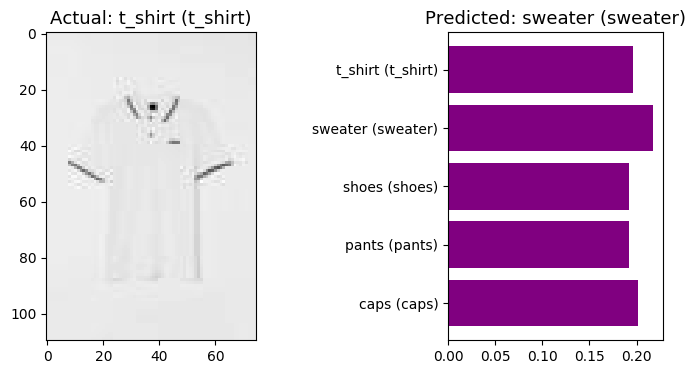 Actual: t_shirt (t_shirt)
0
20
40
60
80
100
0
20
40
60
Predicted: sweater (sweater)
t_shirt (t_shirt)
sweater (sweater)
shoes (shoes)
pants (pants)
caps (caps)
0.00
0.05
0.10
0.15
0.20